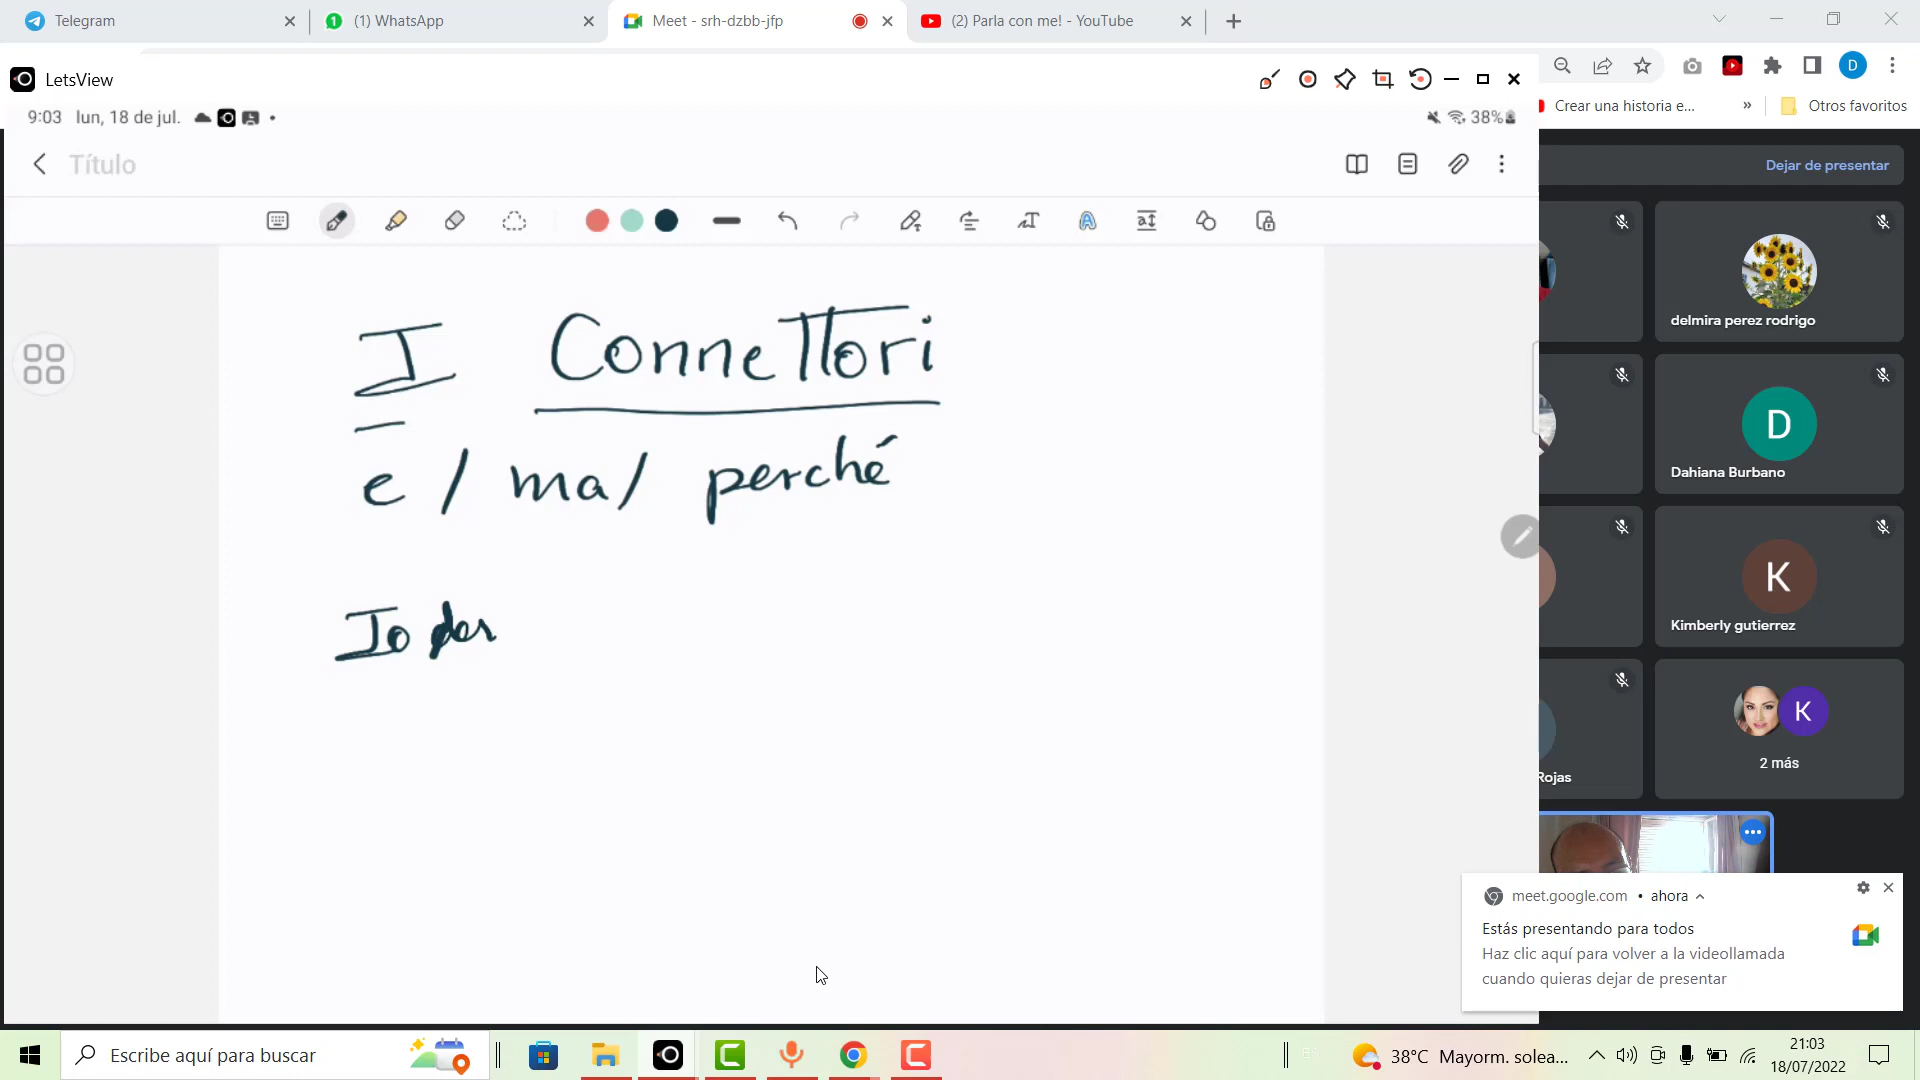 Telegram
(1) WhatsApp
Meet - srh-dzbb-jfp
(2) Parla con me! - YouTube
LetsView
D
Crear una historia e...
»
Otros favoritos
9:03 lun, 18 de jul.
38%
Título
Dejar de presentar
I Connettori
e / ma / perché
Io
delmira perez rodrigo
D
Dahiana Burbano
K
Kimberly gutierrez
K
Rojas
2 más
meet.google.com • ahora
Estás presentando para todos
Haz clic aquí para volver a la videollamada
cuando quieras dejar de presentar
Escribe aquí para buscar
38°C Mayorm. solea...
21:03
18/07/2022